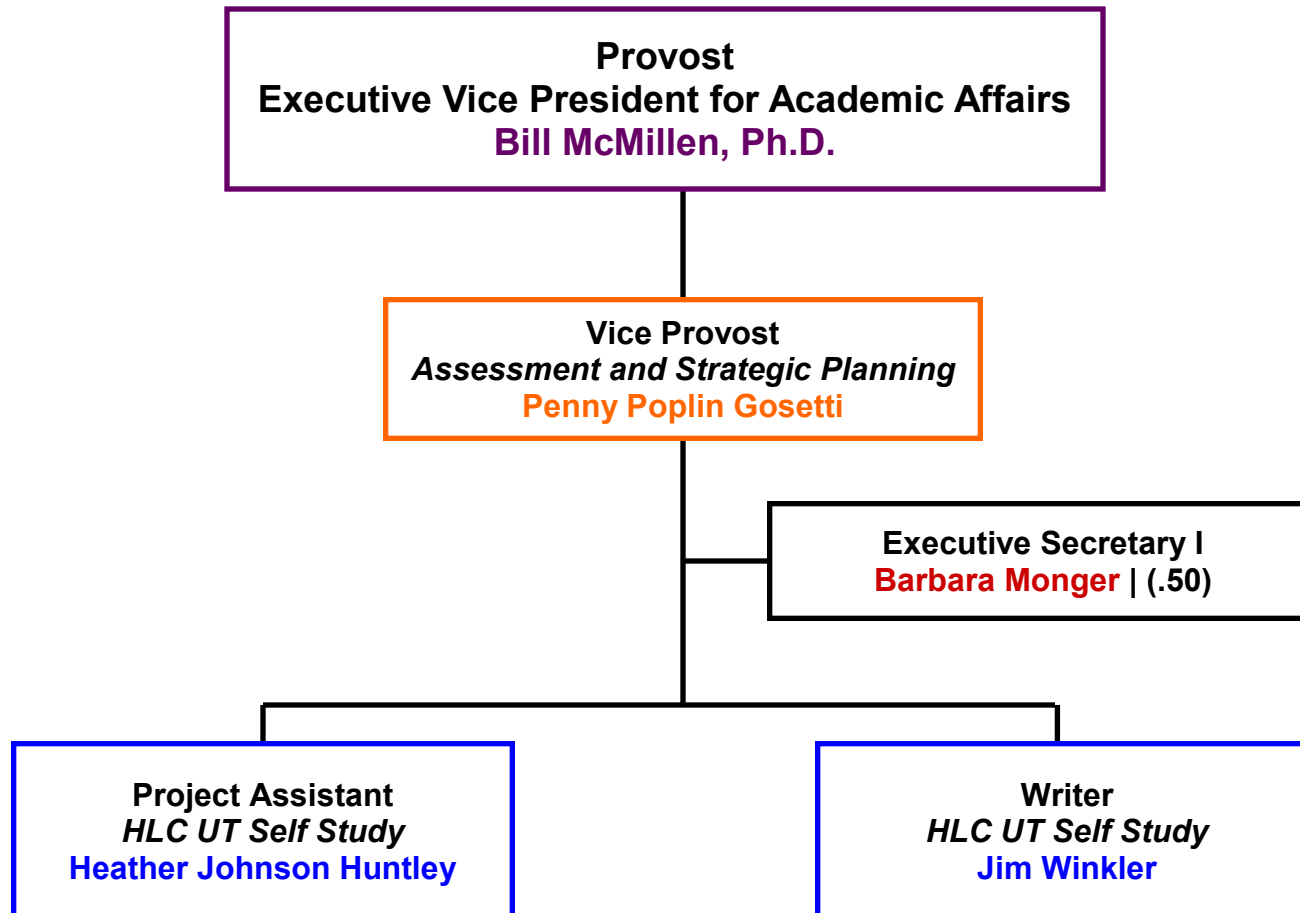 Provost
Executive Vice President for Academic Affairs
Bill McMillen, Ph.D.
Vice Provost
Assessment and Strategic Planning
Penny Poplin Gosetti
Executive Secretary I
Barbara Monger | (.50)
Project Assistant
HLC UT Self Study
Heather Johnson Huntley
Writer
HLC UT Self Study
Jim Winkler